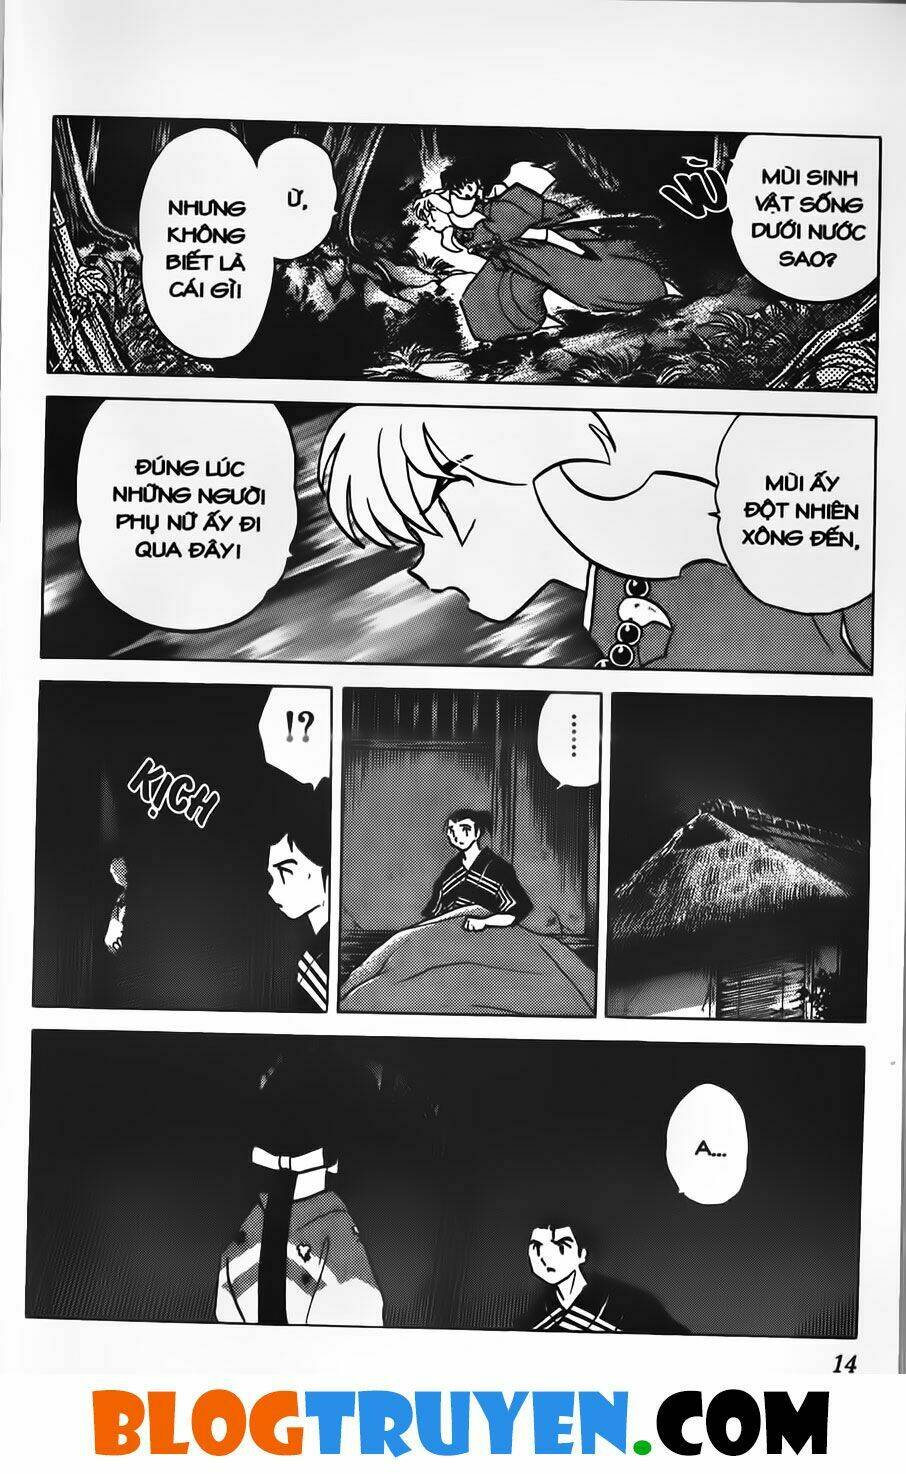 MÙI SINH
VẬT SỐNG
DƯỚI NƯỚC
SAO?
VÙ
Ừ,
NHƯNG
KHÔNG
BIẾT LÀ
CÁI GÌ!
MÙI ẤY
ĐỘT NHIÊN
XÔNG ĐẾN,
ĐÚNG LÚC
NHỮNG NGƯỜI
PHỤ NỮ ẤY ĐI
QUA ĐÂY!
........
!?
KỊCH
A...
14
BLOGTRUYEN.COM